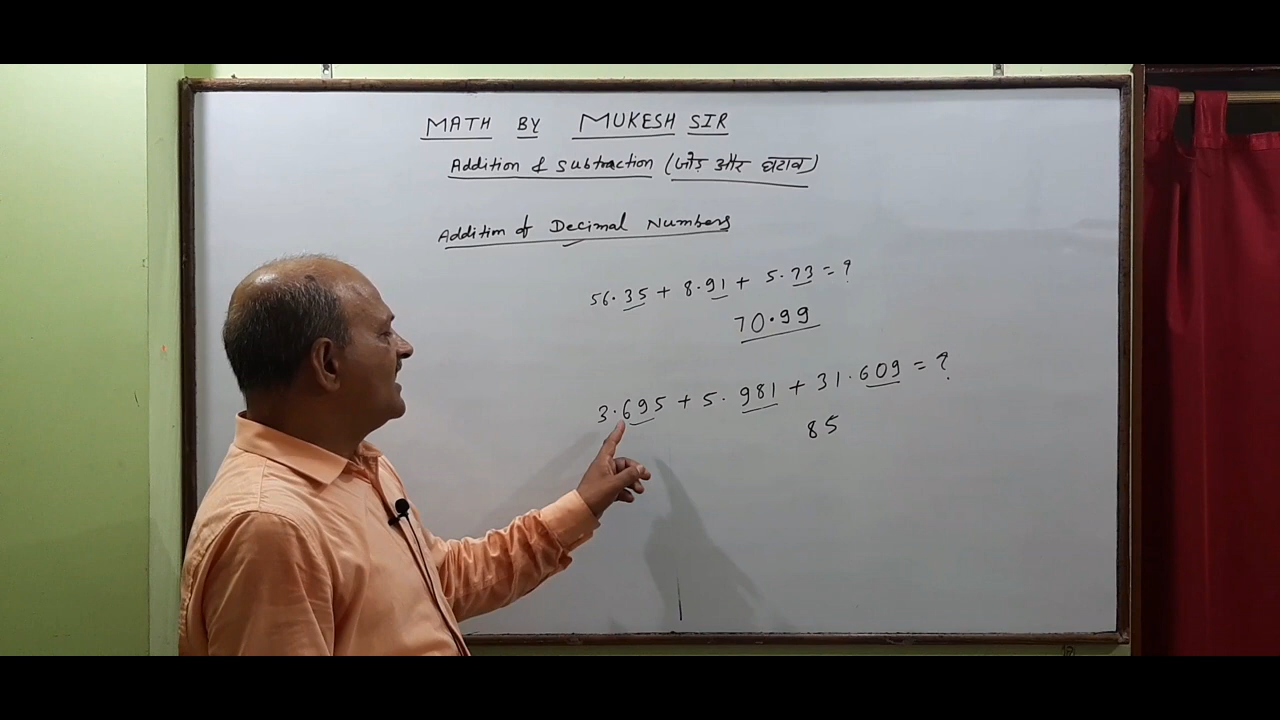 MATH BY MUKESH SIR
Addition & Subtraction (जोड़ और घटाव)
Addition of Decimal Numbers
56.35 + 8.91 + 5.73 = ?
70.99
3.695 + 5.981 + 31.609 = ?
85